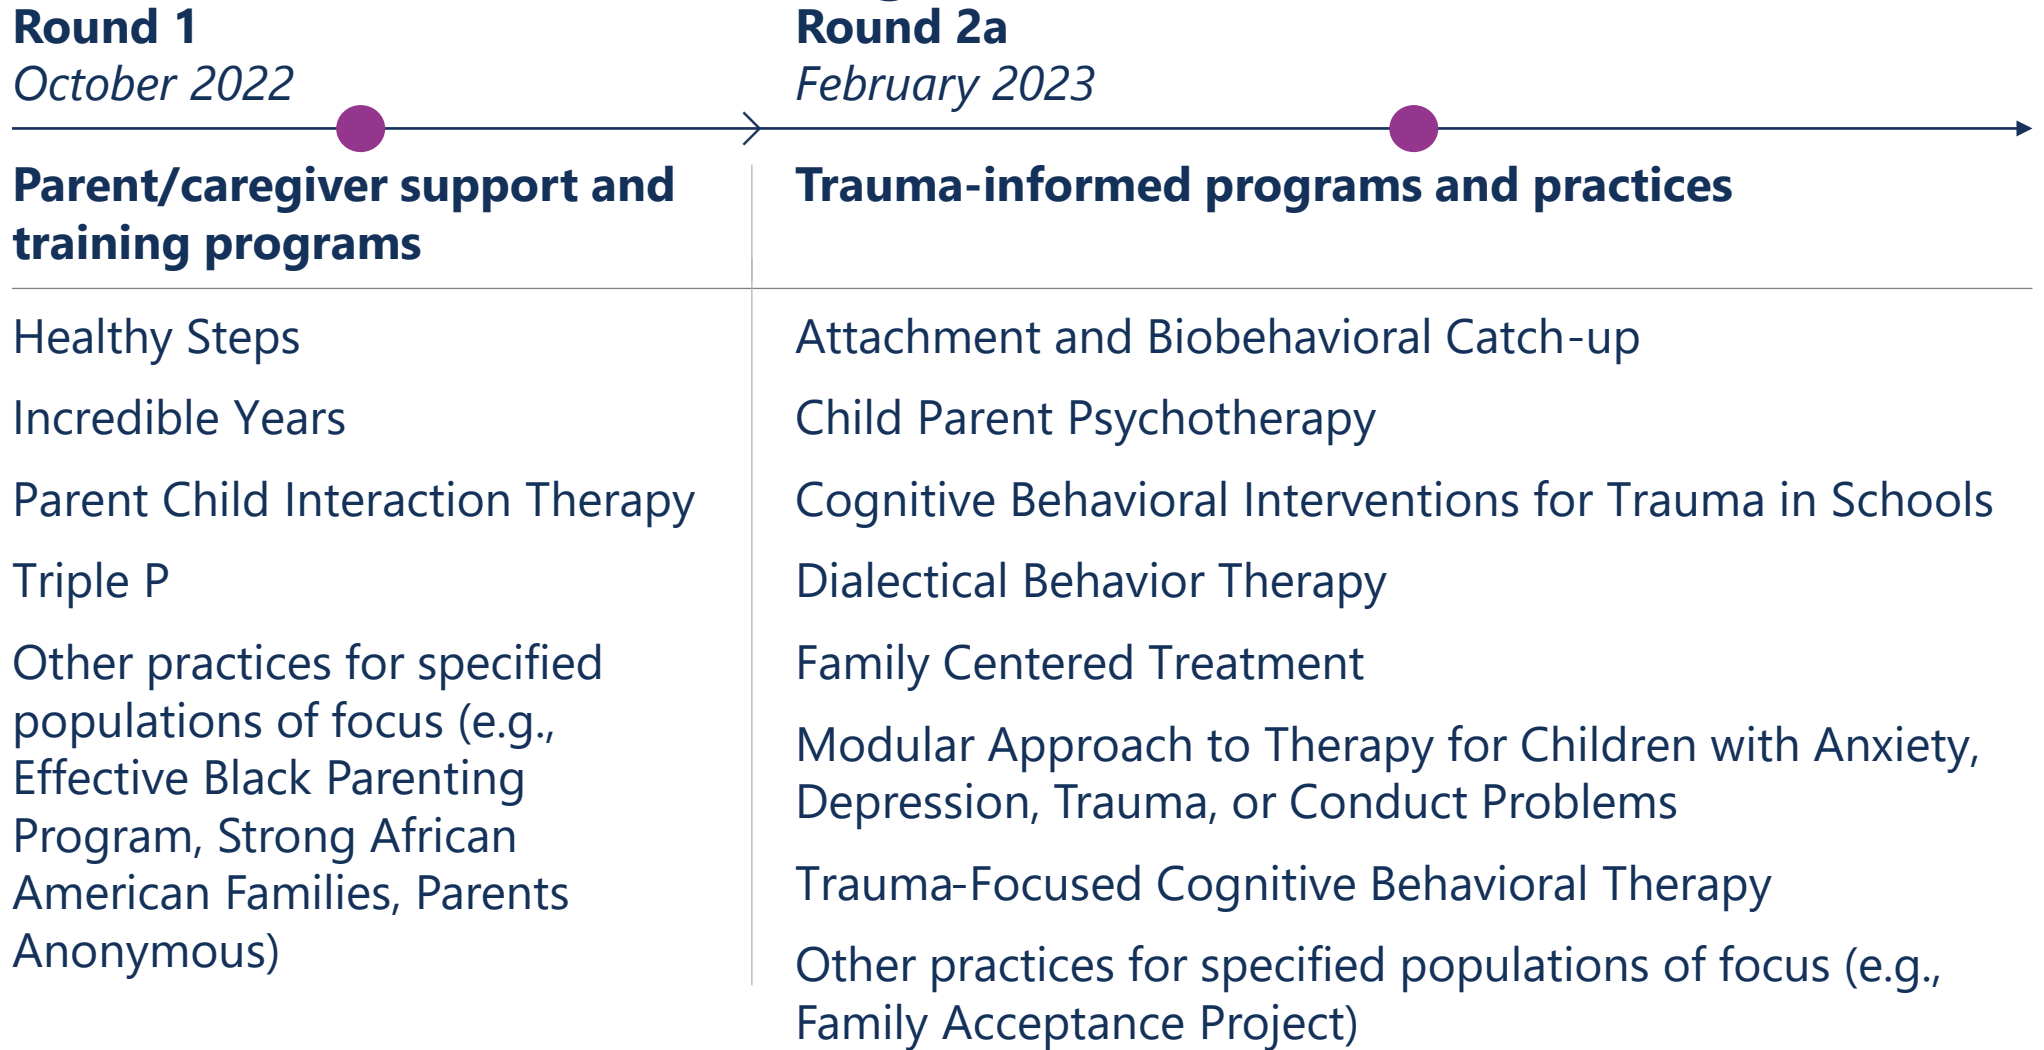 Round 1
October 2022
Parent/caregiver support and
training programs
Healthy Steps
Incredible Years
Parent Child Interaction Therapy
Triple P
Other practices for specified
populations of focus (e.g.,
Effective Black Parenting
Program, Strong African
American Families, Parents
Anonymous)
Round 2a
February 2023
Trauma-informed programs and practices
Attachment and Biobehavioral Catch-up
Child Parent Psychotherapy
Cognitive Behavioral Interventions for Trauma in Schools
Dialectical Behavior Therapy
Family Centered Treatment
Modular Approach to Therapy for Children with Anxiety,
Depression, Trauma, or Conduct Problems
Trauma-Focused Cognitive Behavioral Therapy
Other practices for specified populations of focus (e.g.,
Family Acceptance Project)